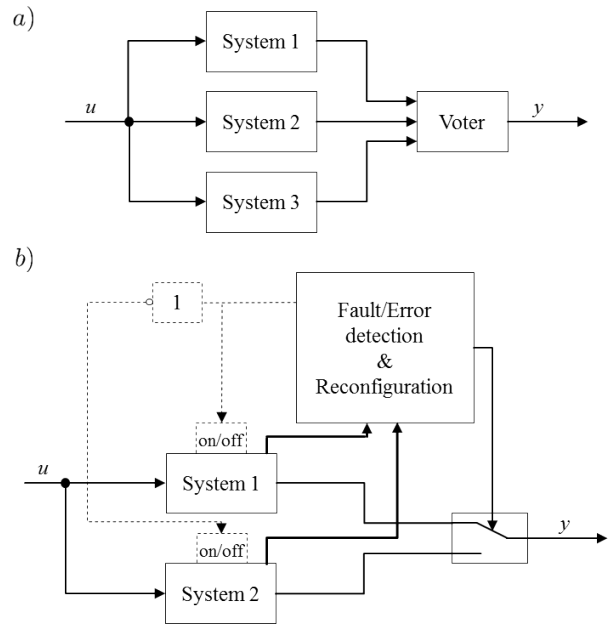 a)
System 1
u
System 2
Voter
y
System 3
b)
1
Fault/Error
detection
&
Reconfiguration
on/off
u
System 1
y
on/off
System 2